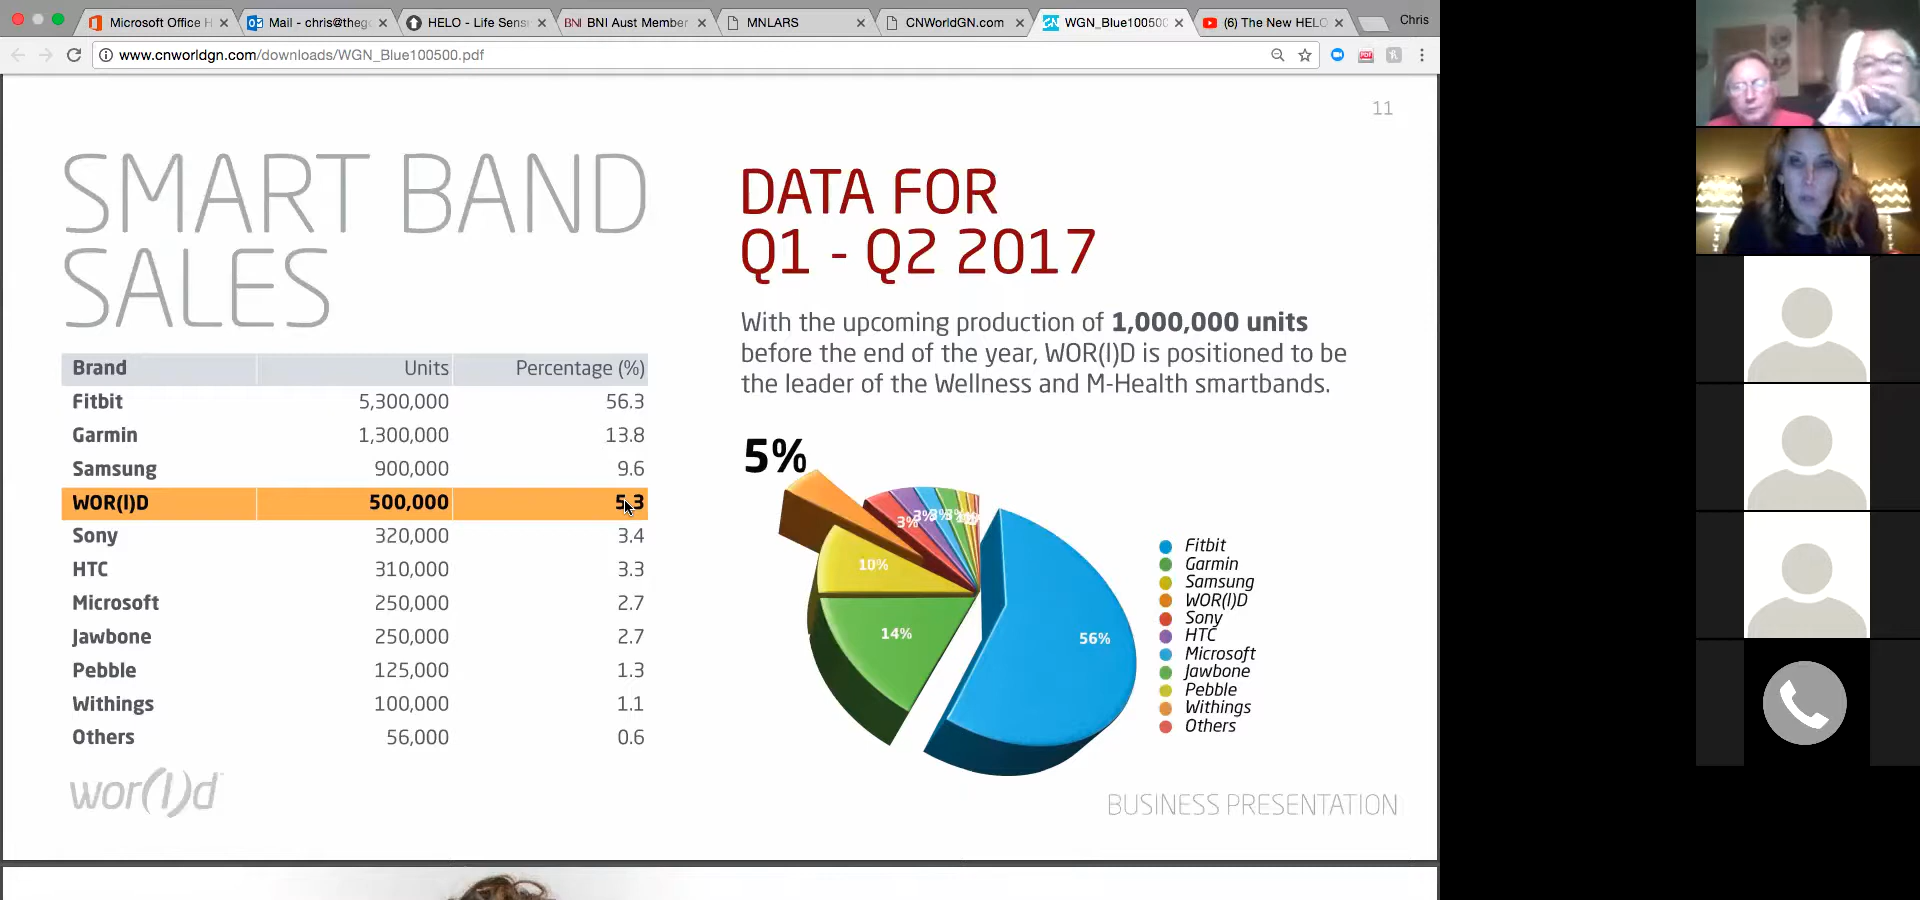 Microsoft Office H
Mail - chris@theg
HELO - Life Sens
BNI Aust Member
MNLARS
CNWorldGN.com
WGN_Blue100500
(6) The New HELO
Chris
www.cnworldgn.com/downloads/WGN_Blue100500.pdf
11
SMART BAND
SALES
Brand Units Percentage (%)
Fitbit 5,300,000 56.3
Garmin 1,300,000 13.8
Samsung 900,000 9.6
WOR(l)D 500,000 5.3
Sony 320,000 3.4
HTC 310,000 3.3
Microsoft 250,000 2.7
Jawbone 250,000 2.7
Pebble 125,000 1.3
Withings 100,000 1.1
Others 56,000 0.6
wor(l)d
DATA FOR
Q1 - Q2 2017
With the upcoming production of 1,000,000 units
before the end of the year, WOR(l)D is positioned to be
the leader of the Wellness and M-Health smartbands.
5%
3% 3% 3% 3%
10%
14%
56%
Fitbit
Garmin
Samsung
WOR(l)D
Sony
HTC
Microsoft
Jawbone
Pebble
Withings
Others
BUSINESS PRESENTATION